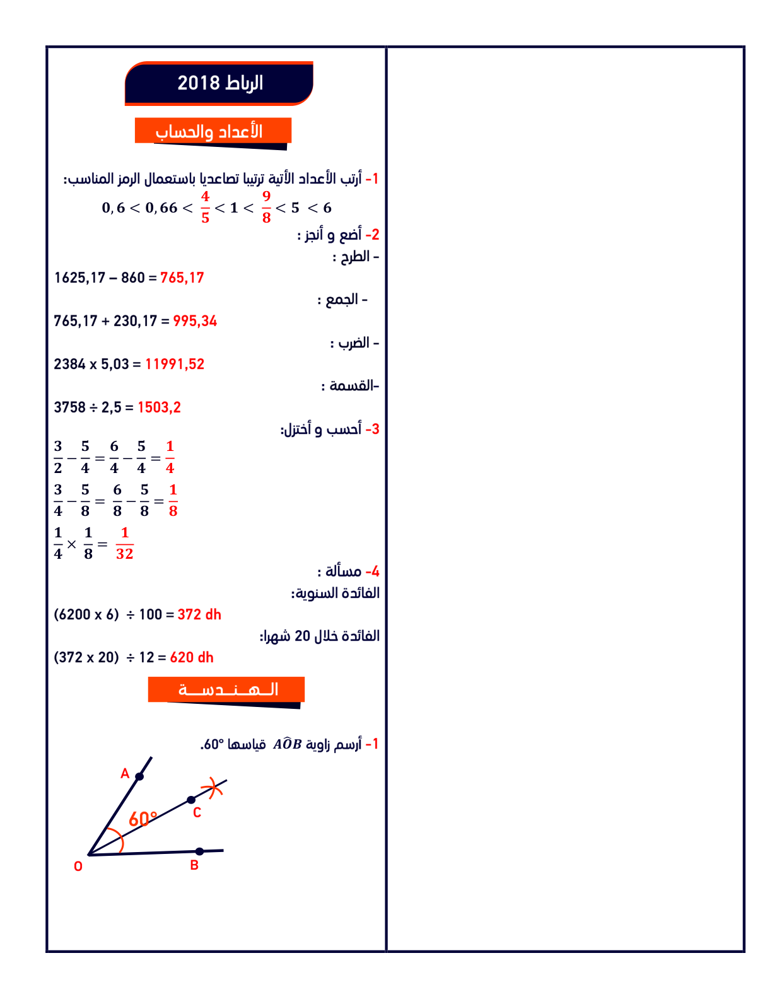 الرباط 2018
الأعداد والحساب
1- أرتب الأعداد الأتية ترتيبا تصاعديا باستعمال الرمز المناسب:
0,6 < 0,66 < 4/5 < 1 < 9/8 < 5 < 6
2- أضع و أنجز :
- الطرح :
1625,17 – 860 = 765,17
- الجمع :
765,17 + 230,17 = 995,34
- الضرب :
2384 x 5,03 = 11991,52
-القسمة :
3758 ÷ 2,5 = 1503,2
3- أحسب و أختزل:
3/2 − 5/4 = 6/4 − 5/4 = 1/4
3/4 − 5/8 = 6/8 − 5/8 = 1/8
1/4 × 1/8 = 1/32
4- مسألة :
الفائدة السنوية:
(6200 x 6) ÷ 100 = 372 dh
الفائدة خلال 20 شهرا:
(372 x 20) ÷ 12 = 620 dh
الـــهـــنـــدســـــة
1- أرسم زاوية AÔB قياسها 60°.
A
C
60°
O
B